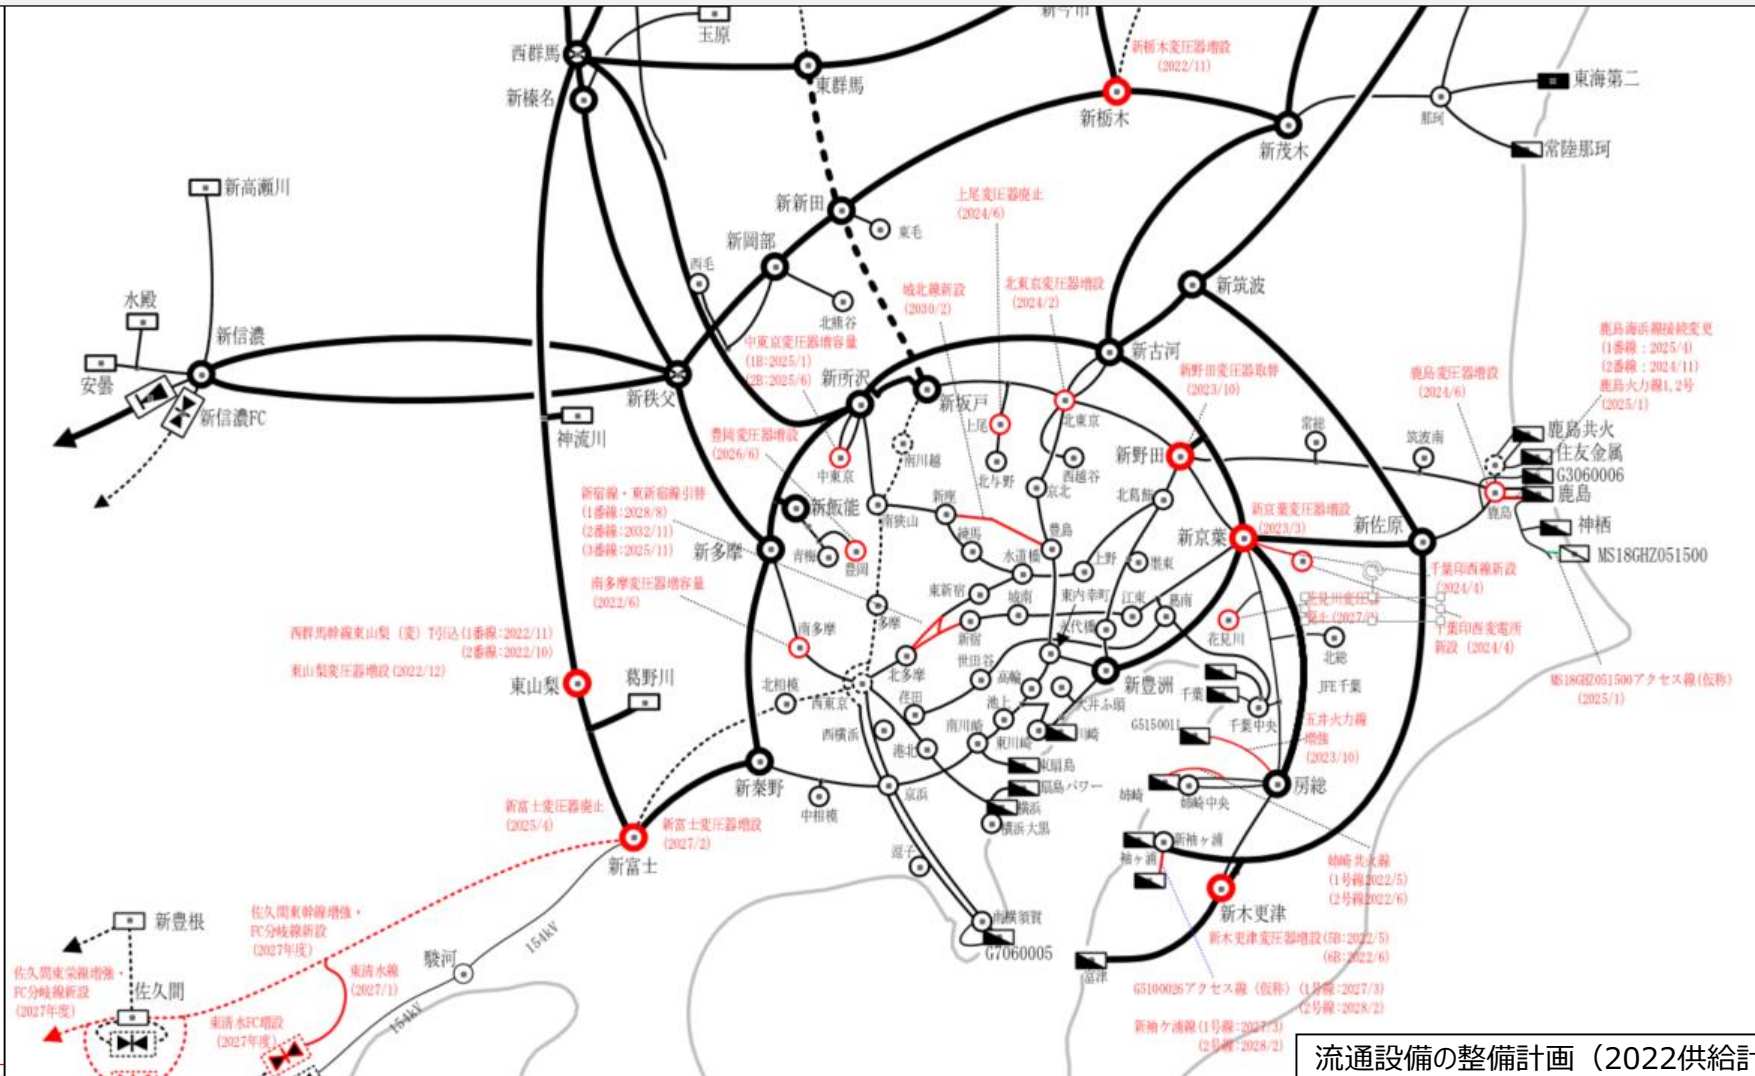 玉原
新今市
西群馬
東群馬
新榛名
新栃木変圧器増設
(2022/11)
新栃木
新茂木
那珂
東海第二
常陸那珂
新高瀬川
水殿
安曇
新信濃
新信濃FC
新秩父
神流川
新新田
東毛
新岡部
西毛
北熊谷
上尾変圧器廃止
(2024/6)
城北線新設
(2030/2)
北東京変圧器増設
(2024/2)
新筑波
新古河
中東京変圧器増容量
(1B:2025/1)
(2B:2025/6)
新所沢
新坂戸
新野田変圧器取替
(2023/10)
鹿島変圧器増設
(2024/6)
鹿島海浜線接続変更
(1番線：2025/4)
(2番線：2024/11)
鹿島火力線1,2号
(2025/1)
鹿島共火
住友金属
G3060006
鹿島
鹿島
神栖
MS18GHZ051500
常総
筑波南
新野田
上尾
北東京
北与野
西越谷
京北
北葛飾
豊岡変圧器増設
(2026/6)
中東京
南川越
新飯能
南狭山
新座
練馬
豊島
水道橋
上野
墨東
新京葉変圧器増設
(2023/3)
新京葉
新佐原
新宿線・東新宿線引替
(1番線:2028/8)
(2番線:2032/11)
(3番線:2025/11)
新多摩
青梅
豊岡
南多摩変圧器増容量
(2022/6)
南多摩
多摩
東新宿
城南
新宿
東内幸町
江東
葛南
永代橋
千葉印西線新設
(2024/4)
花見川変圧器
廃止(2027/6)
千葉印西変電所
新設 (2024/4)
花見川
北総
西群馬幹線東山梨（変）T引込(1番線:2022/11)
(2番線:2022/10)
東山梨変圧器増設(2022/12)
東山梨
葛野川
北相模
西東京
北多摩
世田谷
高輪
荏田
池上
大井ふ頭
新豊洲
千葉
JFE千葉
千葉中央
G5150011
五井火力線
増強
(2023/10)
MS18GHZ051500アクセス線(仮称)
(2025/1)
西横浜
港北
南川崎
東川崎
川崎
東扇島
扇島パワー
横浜
横浜大黒
新秦野
中相模
京浜
逗子
南横須賀
G7060005
姉崎
姉崎中央
房総
新袖ヶ浦
袖ヶ浦
姉崎共火線
(1号線2022/5)
(2号線2022/6)
新木更津
新木更津変圧器増設(5B:2022/5)
(6B:2022/6)
富津
G5100026アクセス線（仮称）(1号線:2027/3)
(2号線:2028/2)
新袖ケ浦線(1号線:2027/3)
(2号線:2028/2)
新富士変圧器廃止
(2025/4)
新富士変圧器増設
(2027/2)
新富士
佐久間東幹線増強・
FC分岐線新設
(2027年度)
新豊根
佐久間東栄線増強・
FC分岐線新設
(2027年度)
佐久間
東清水線
(2027/1)
東清水FC増設
(2027年度)
駿河
154kV
154kV
流通設備の整備計画（2022供給計